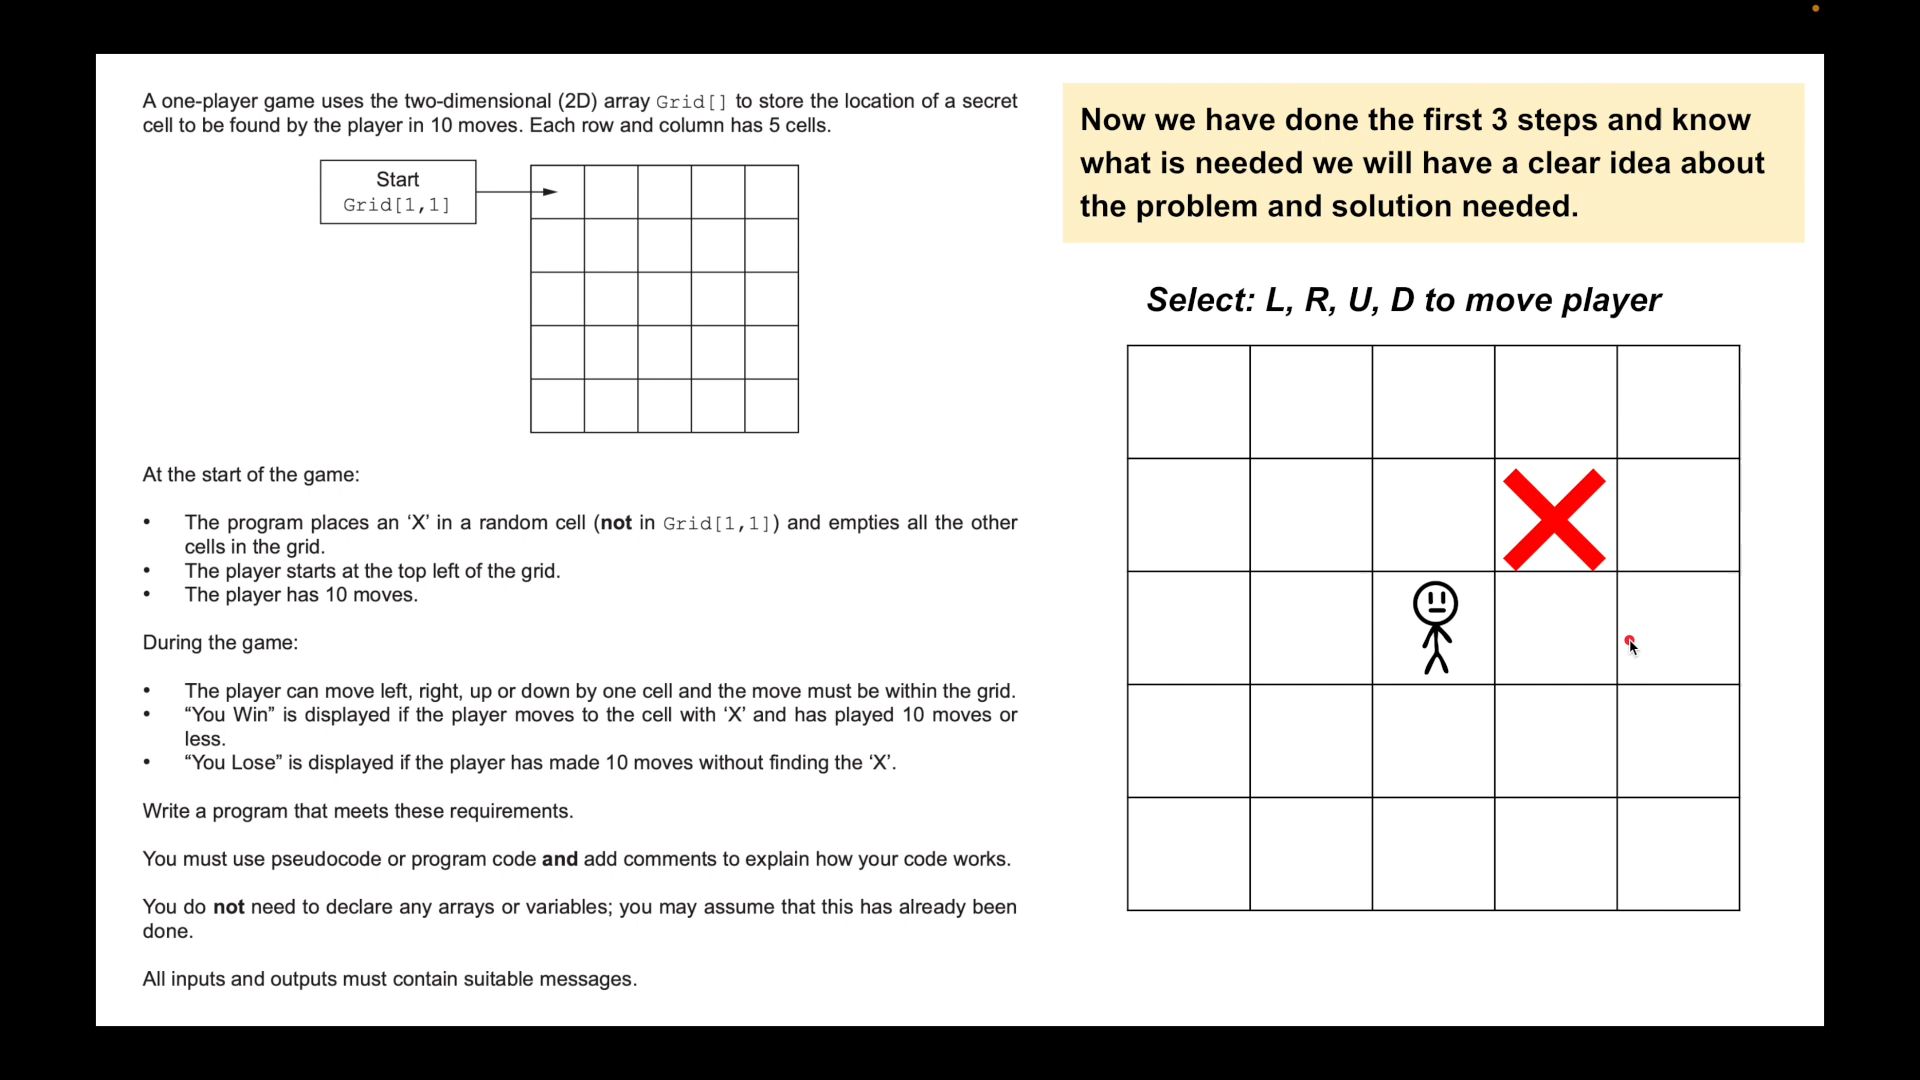 A one-player game uses the two-dimensional (2D) array Grid[] to store the location of a secret
cell to be found by the player in 10 moves. Each row and column has 5 cells.
Start
Grid[1,1]
At the start of the game:
• The program places an ‘X’ in a random cell (not in Grid[1,1]) and empties all the other
cells in the grid.
• The player starts at the top left of the grid.
• The player has 10 moves.
During the game:
• The player can move left, right, up or down by one cell and the move must be within the grid.
• “You Win” is displayed if the player moves to the cell with ‘X’ and has played 10 moves or
less.
• “You Lose” is displayed if the player has made 10 moves without finding the ‘X’.
Write a program that meets these requirements.
You must use pseudocode or program code and add comments to explain how your code works.
You do not need to declare any arrays or variables; you may assume that this has already been
done.
All inputs and outputs must contain suitable messages.
Now we have done the first 3 steps and know
what is needed we will have a clear idea about
the problem and solution needed.
Select: L, R, U, D to move player